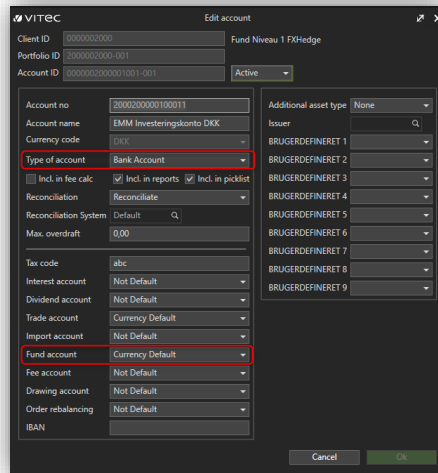 VITEC Edit account
Client ID 0000002000 Fund Niveau 1 FXHedge
Portfolio ID 2000002000-001
Account ID 0000002000001001-001 Active
Account no 2000200000100011
Account name EMM Investeringskonto DKK
Currency code DKK
Type of account Bank Account
Incl. in fee calc Incl. in reports Incl. in picklist
Reconciliation Reconciliate
Reconciliation System Default
Max. overdraft 0,00
Tax code abc
Interest account Not Default
Dividend account Not Default
Trade account Currency Default
Import account Not Default
Fund account Currency Default
Fee account Not Default
Drawing account Not Default
Order rebalancing Not Default
IBAN
Additional asset type None
Issuer
BRUGERDEFINERET 1
BRUGERDEFINERET 2
BRUGERDEFINERET 3
BRUGERDEFINERET 4
BRUGERDEFINERET 5
BRUGERDEFINERET 6
BRUGERDEFINERET 7
BRUGERDEFINERET 8
BRUGERDEFINERET 9
Cancel Ok